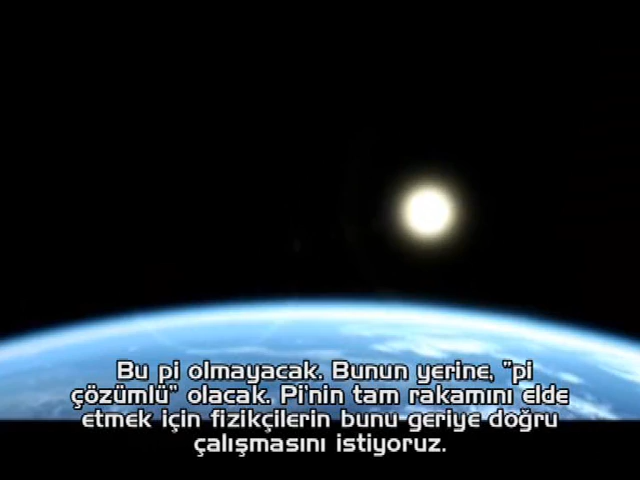 Bu pi olmayacak. Bunun yerine, "pi
çözümlü" olacak. Pi'nin tam rakamını elde
etmek için fizikçilerin bunu geriye doğru
çalışmasını istiyoruz.